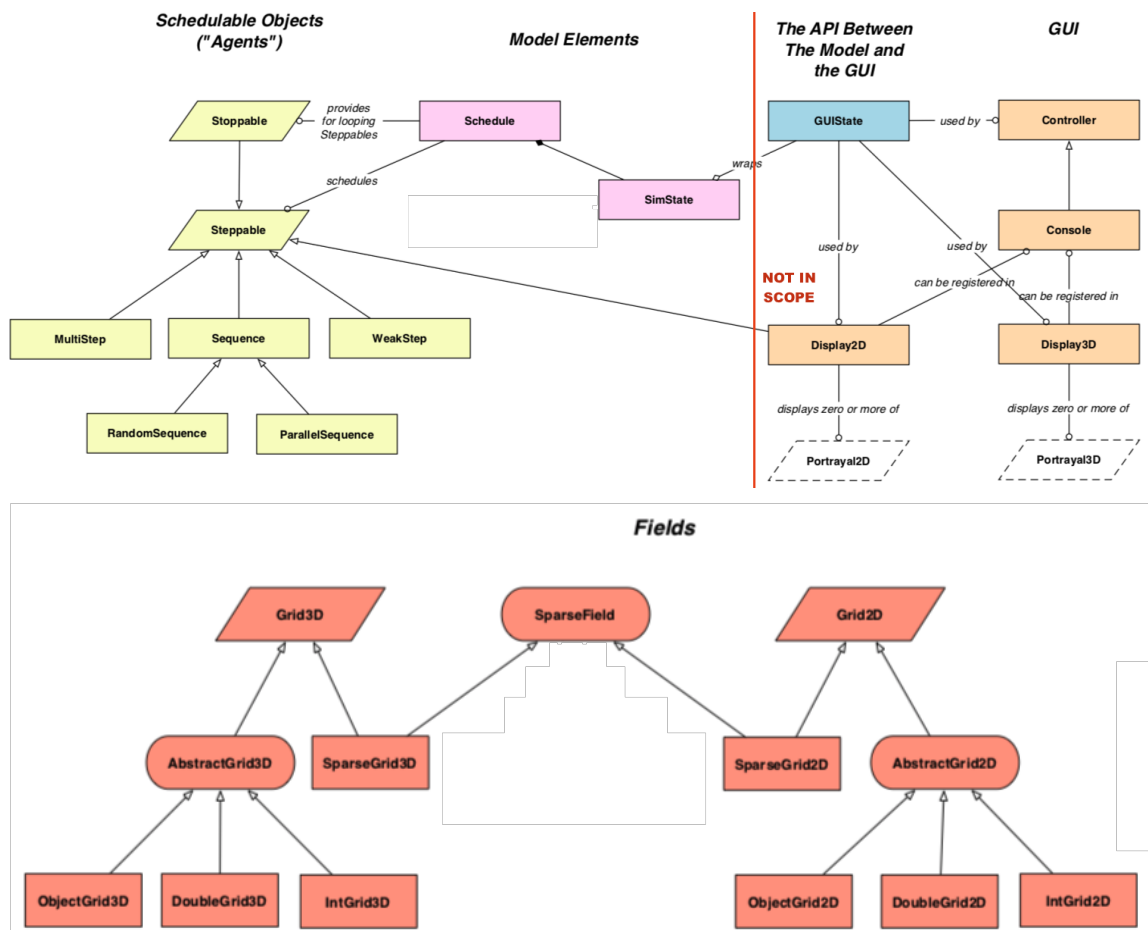 Schedulable Objects
("Agents")
Model Elements
The API Between
The Model and
the GUI
GUI
Stoppable
provides
for looping
Steppables
Schedule
GUIState
used by
Controller
schedules
wraps
SimState
Steppable
Console
used by
used by
NOT IN
SCOPE
can be registered in
can be registered in
MultiStep
Sequence
WeakStep
Display2D
Display3D
RandomSequence
ParallelSequence
displays zero or more of
displays zero or more of
Portrayal2D
Portrayal3D
Fields
Grid3D
SparseField
Grid2D
AbstractGrid3D
SparseGrid3D
SparseGrid2D
AbstractGrid2D
ObjectGrid3D
DoubleGrid3D
IntGrid3D
ObjectGrid2D
DoubleGrid2D
IntGrid2D